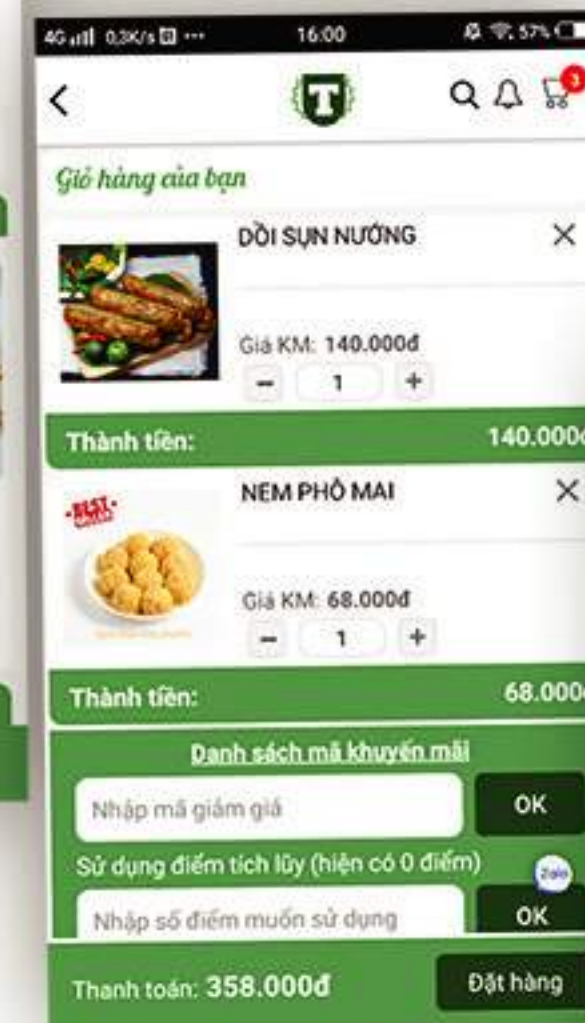 4G 0,3K/s ··· 16:00 57%
T
3
Giỏ hàng của bạn
DỒI SỤN NƯỚNG
Giá KM: 140.000đ
− 1 +
Thành tiền: 140.000đ
BEST
NEM PHÔ MAI
Giá KM: 68.000đ
− 1 +
Thành tiền: 68.000đ
Danh sách mã khuyến mãi
Nhập mã giảm giá OK
Sử dụng điểm tích lũy (hiện có 0 điểm)
Zalo
Nhập số điểm muốn sử dụng OK
Thanh toán: 358.000đ Đặt hàng